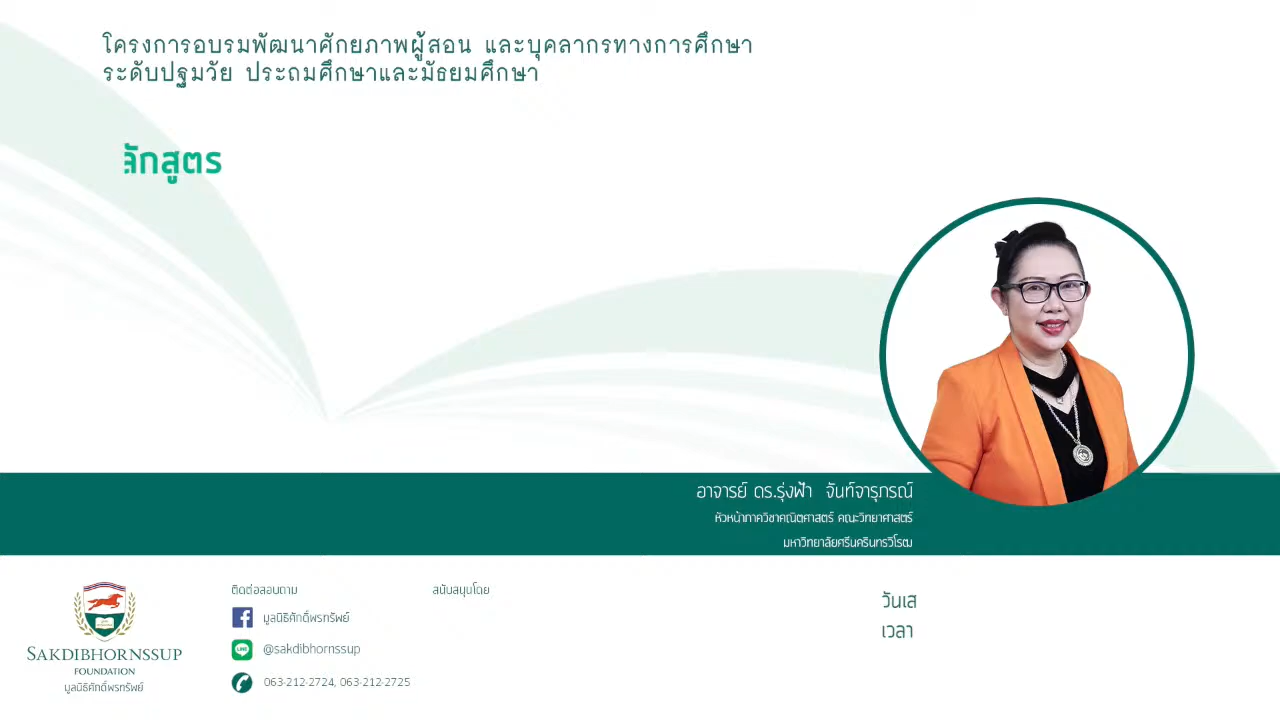 โครงการอบรมพัฒนาศักยภาพผู้สอน และบุคลากรทางการศึกษา
ระดับปฐมวัย ประถมศึกษาและมัธยมศึกษา
ลักสูตร
อาจารย์ ดร.รุ่งฟ้า จันท์จารุภรณ์
หัวหน้าภาควิชาคณิตศาสตร์ คณะวิทยาศาสตร์
มหาวิทยาลัยศรีนครินทรวิโรฒ
SAKDIBHORNSSUP
FOUNDATION
มูลนิธิศักดิ์พรทรัพย์
ติดต่อสอบถาม
มูลนิธิศักดิ์พรทรัพย์
LINE
@sakdibhornssup
063-212-2724, 063-212-2725
สนับสนุนโดย
วันเส
เวลา